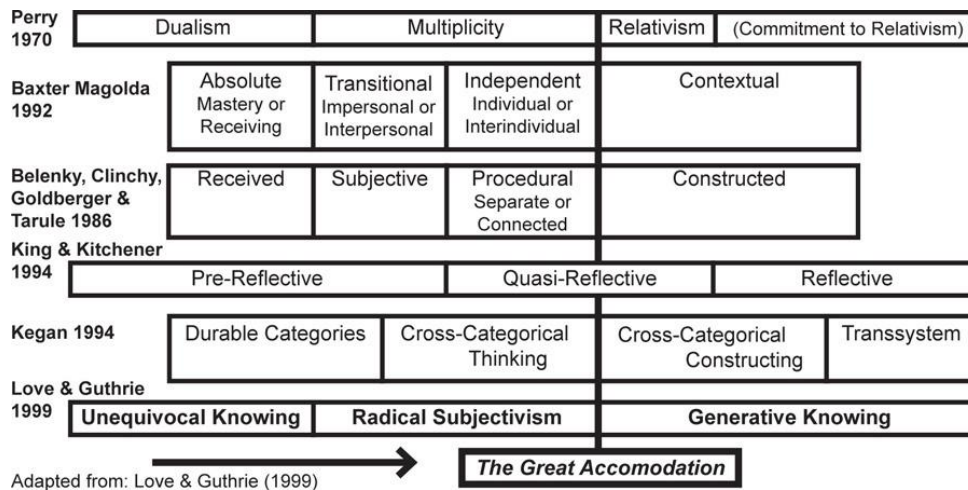 Perry
1970
Dualism
Multiplicity
Relativism
(Commitment to Relativism)
Baxter Magolda
1992
Absolute
Mastery or
Receiving
Transitional
Impersonal or
Interpersonal
Independent
Individual or
Interindividual
Contextual
Belenky, Clinchy,
Goldberger &
Tarule 1986
Received
Subjective
Procedural
Separate or
Connected
Constructed
King & Kitchener
1994
Pre-Reflective
Quasi-Reflective
Reflective
Kegan 1994
Durable Categories
Cross-Categorical
Thinking
Cross-Categorical
Constructing
Transsystem
Love & Guthrie
1999
Unequivocal Knowing
Radical Subjectivism
Generative Knowing
The Great Accomodation
Adapted from: Love & Guthrie (1999)